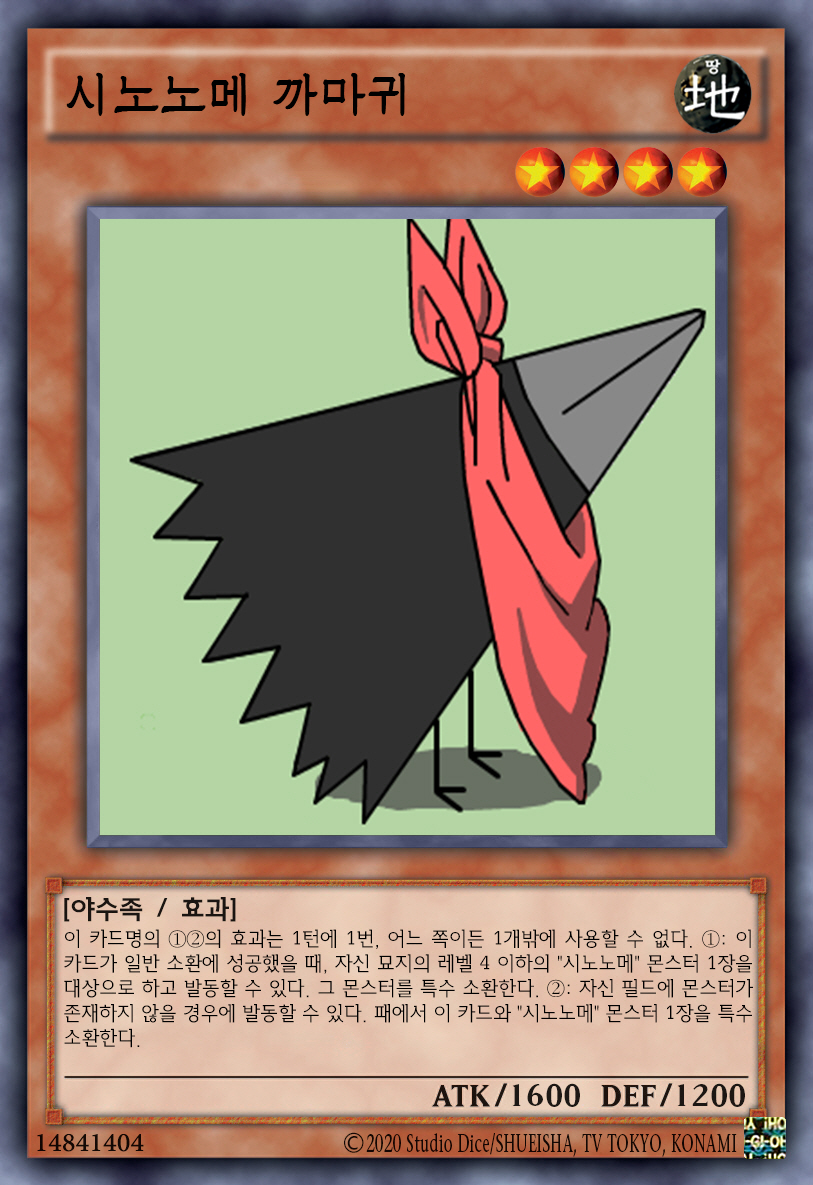 시노노메 까마귀
땅
地
[야수족 / 효과]
이 카드명의 ①②의 효과는 1턴에 1번, 어느 쪽이든 1개밖에 사용할 수 없다. ①: 이
카드가 일반 소환에 성공했을 때, 자신 묘지의 레벨 4 이하의 "시노노메" 몬스터 1장을
대상으로 하고 발동할 수 있다. 그 몬스터를 특수 소환한다. ②: 자신 필드에 몬스터가
존재하지 않을 경우에 발동할 수 있다. 패에서 이 카드와 "시노노메" 몬스터 1장을 특수
소환한다.
ATK/1600 DEF/1200
14841404 ©2020 Studio Dice/SHUEISHA, TV TOKYO, KONAMI